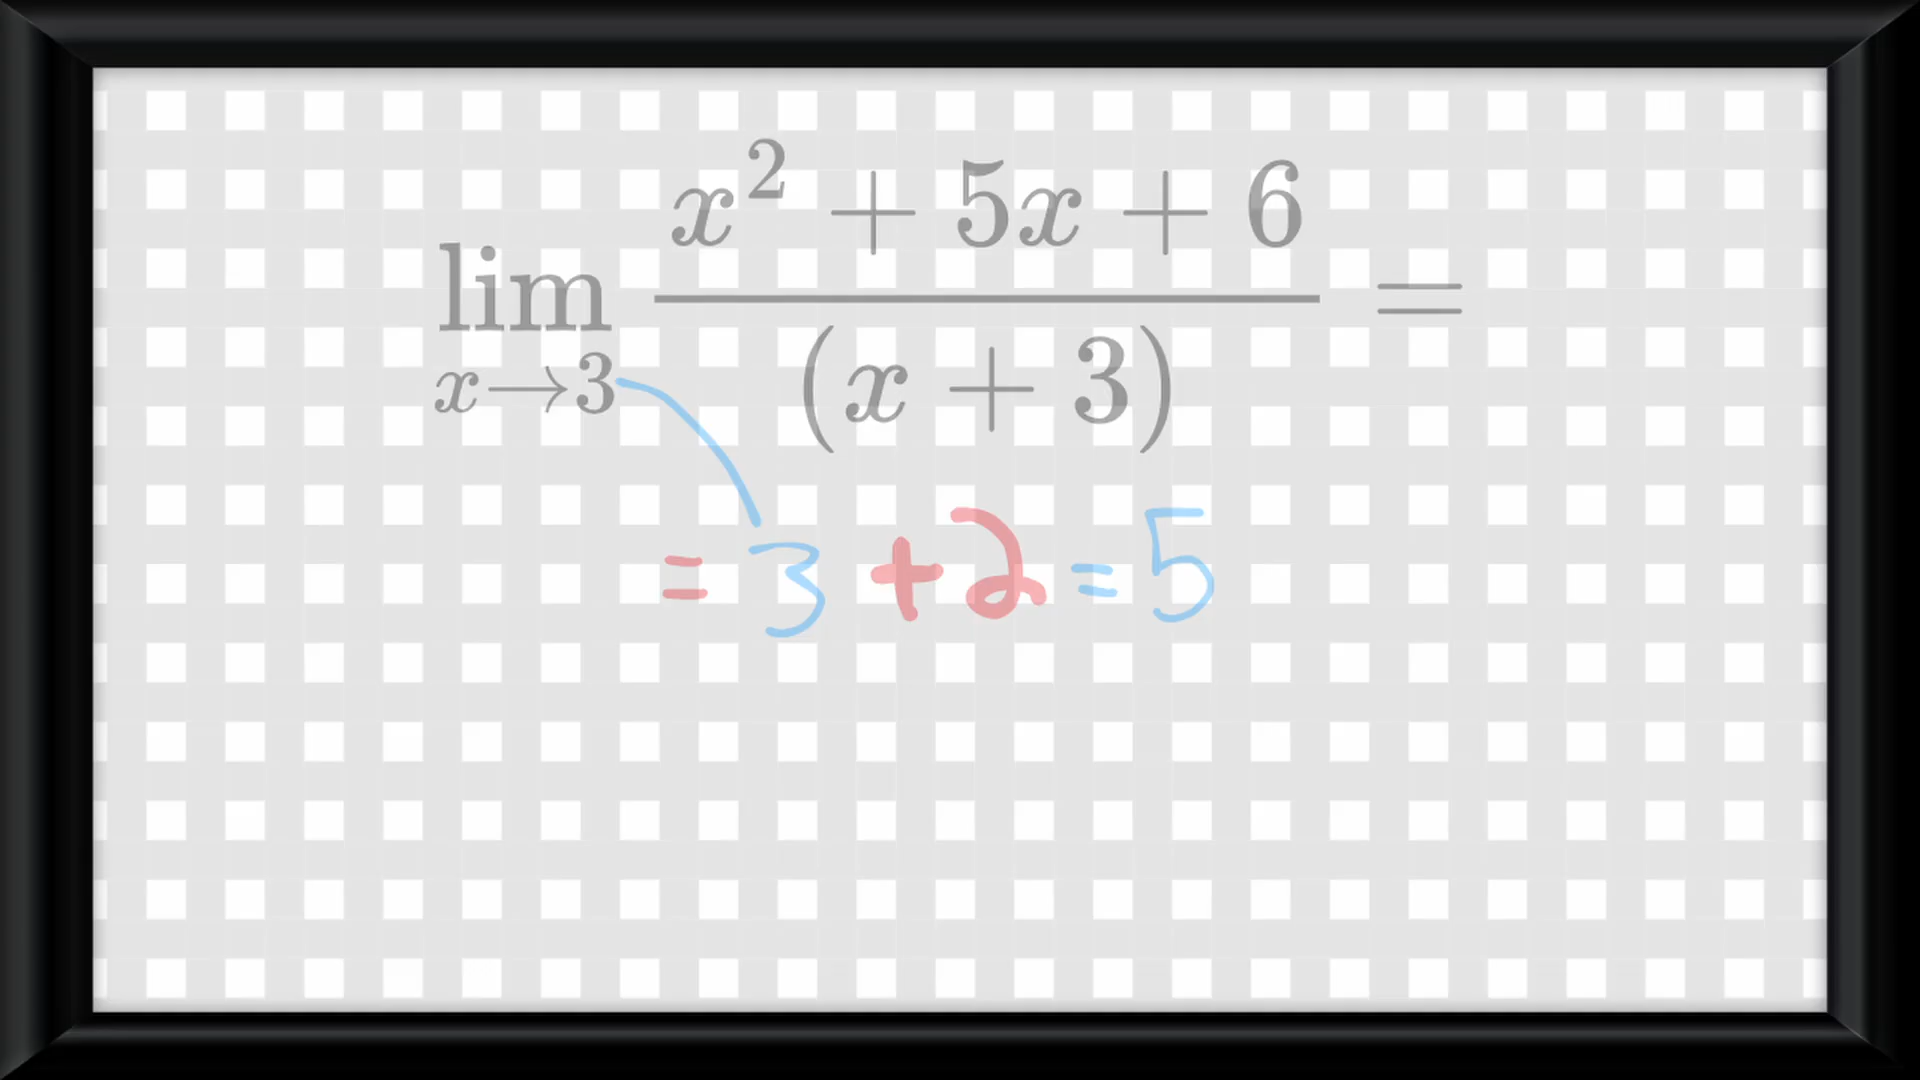 lim x→3 (x² + 5x + 6) / (x + 3) =
= 3 + 2 = 5